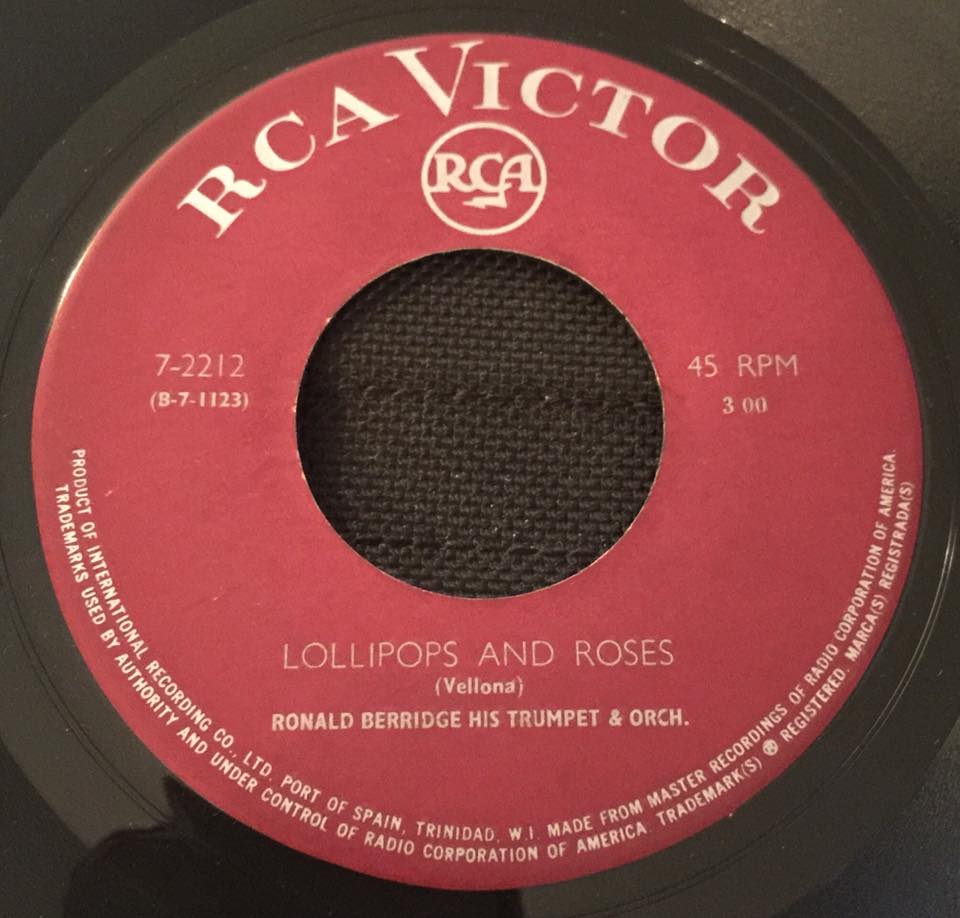 RCA VICTOR
RCA
7-2212
(B-7-1123)
45 RPM
3 00
LOLLIPOPS AND ROSES
(Vellona)
RONALD BERRIDGE HIS TRUMPET & ORCH.
PRODUCT OF INTERNATIONAL RECORDING CO., LTD. PORT OF SPAIN, TRINIDAD, W.I. MADE FROM MASTER RECORDINGS OF RADIO CORPORATION OF AMERICA.
TRADEMARKS USED BY AUTHORITY AND UNDER CONTROL OF RADIO CORPORATION OF AMERICA. TRADEMARK(S) ® REGISTERED. MARCA(S) REGISTRADA(S)